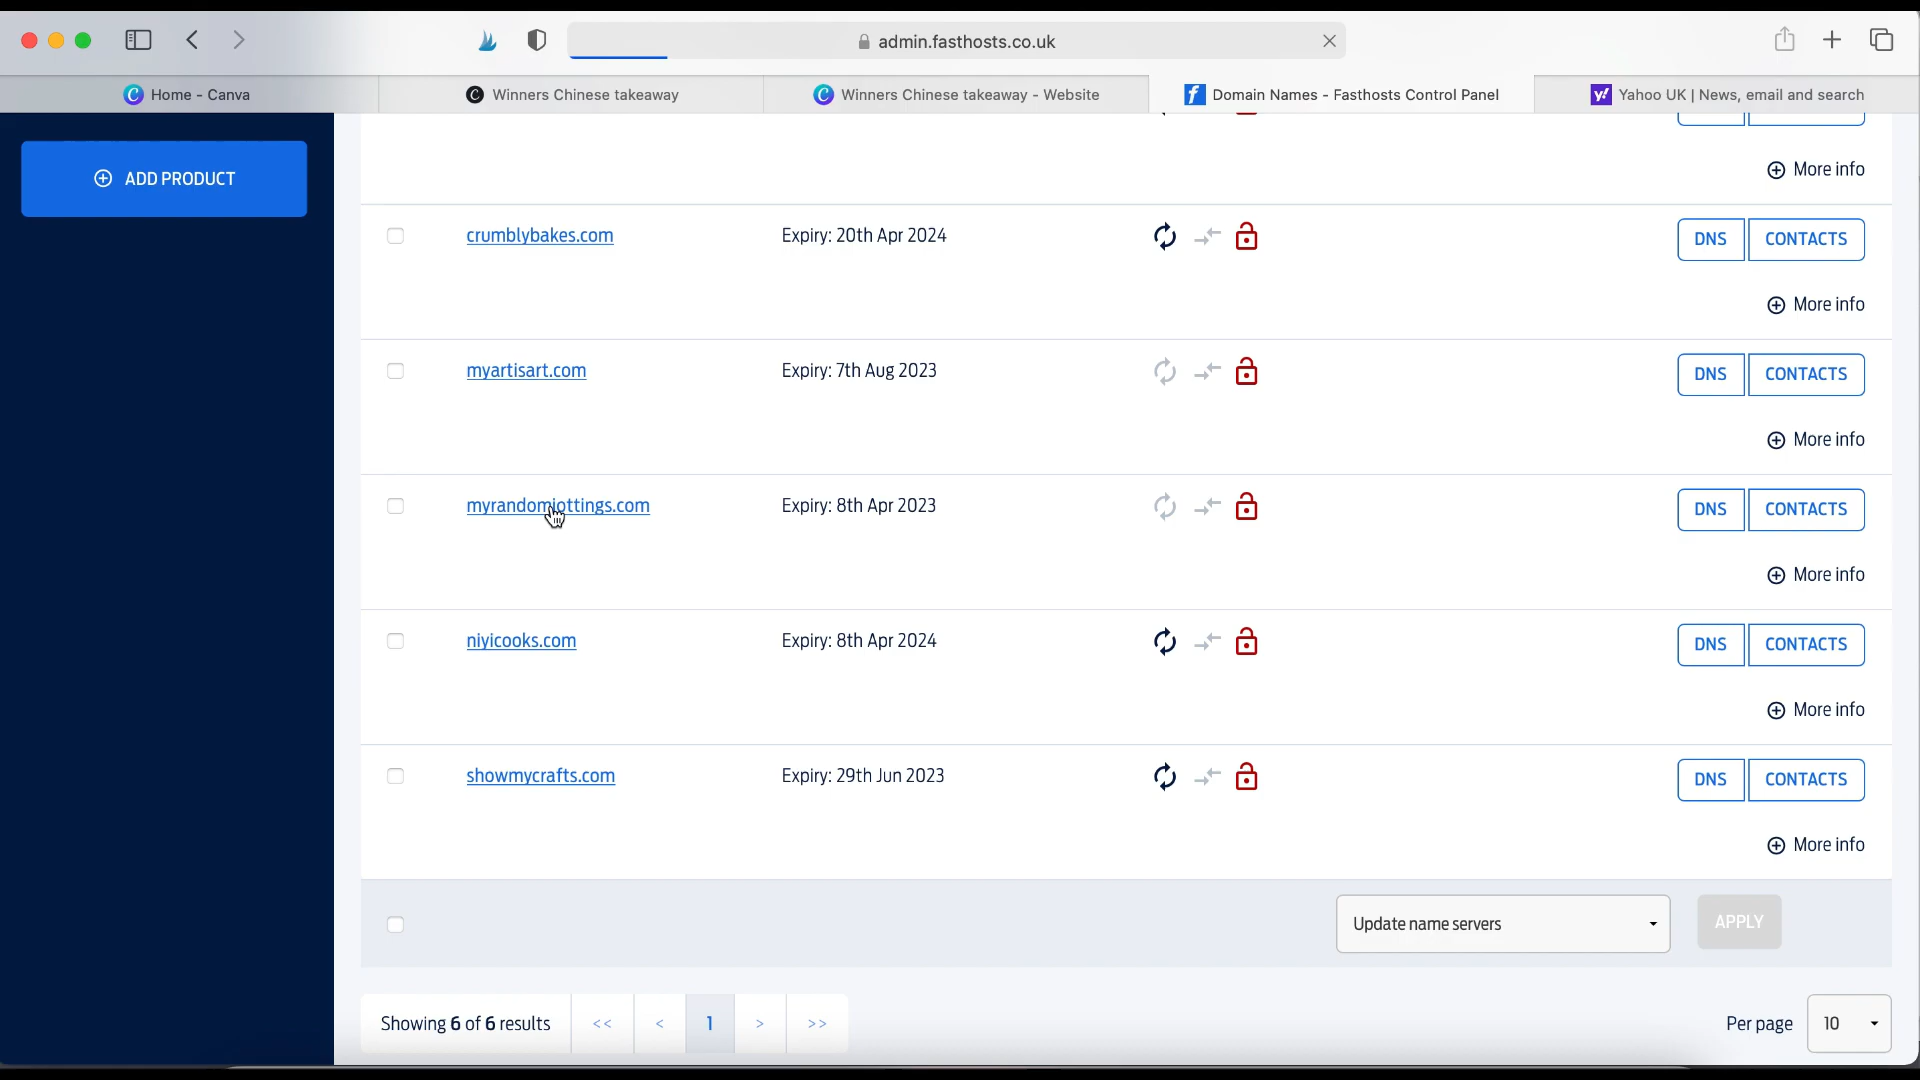 admin.fasthosts.co.uk
Home - Canva
Winners Chinese takeaway
Winners Chinese takeaway - Website
Domain Names - Fasthosts Control Panel
Yahoo UK | News, email and search
ADD PRODUCT
More info
crumblybakes.com Expiry: 20th Apr 2024 DNS CONTACTS
More info
myartisart.com Expiry: 7th Aug 2023 DNS CONTACTS
More info
myrandomjottings.com Expiry: 8th Apr 2023 DNS CONTACTS
More info
niyicooks.com Expiry: 8th Apr 2024 DNS CONTACTS
More info
showmycrafts.com Expiry: 29th Jun 2023 DNS CONTACTS
More info
Update name servers APPLY
Showing 6 of 6 results << < 1 > >> Per page 10